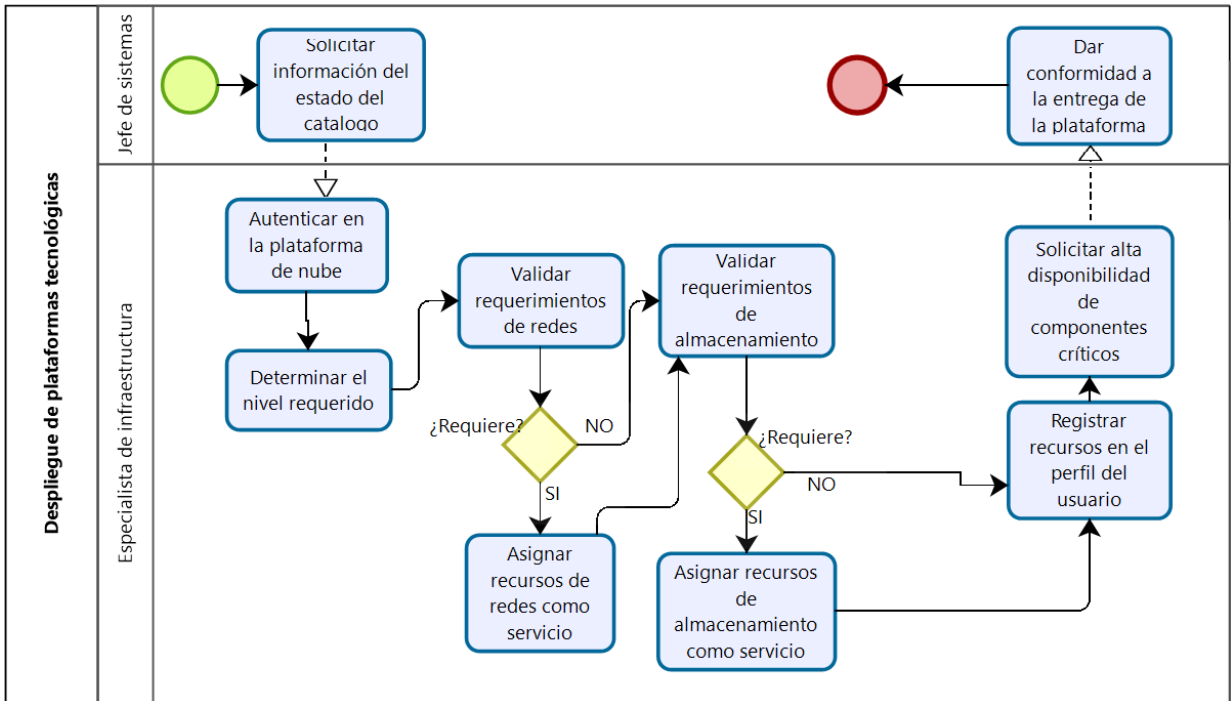 Despliegue de plataformas tecnológicas
Jefe de sistemas
Solicitar
información del
estado del
catalogo
Dar
conformidad a
la entrega de
la plataforma
Especialista de infraestructura
Autenticar en
la plataforma
de nube
Determinar el
nivel requerido
Validar
requerimientos
de redes
¿Requiere?
NO
SI
Asignar
recursos de
redes como
servicio
Validar
requerimientos
de
almacenamiento
¿Requiere?
NO
SI
Asignar recursos
de
almacenamiento
como servicio
Registrar
recursos en el
perfil del
usuario
Solicitar alta
disponibilidad
de
componentes
críticos